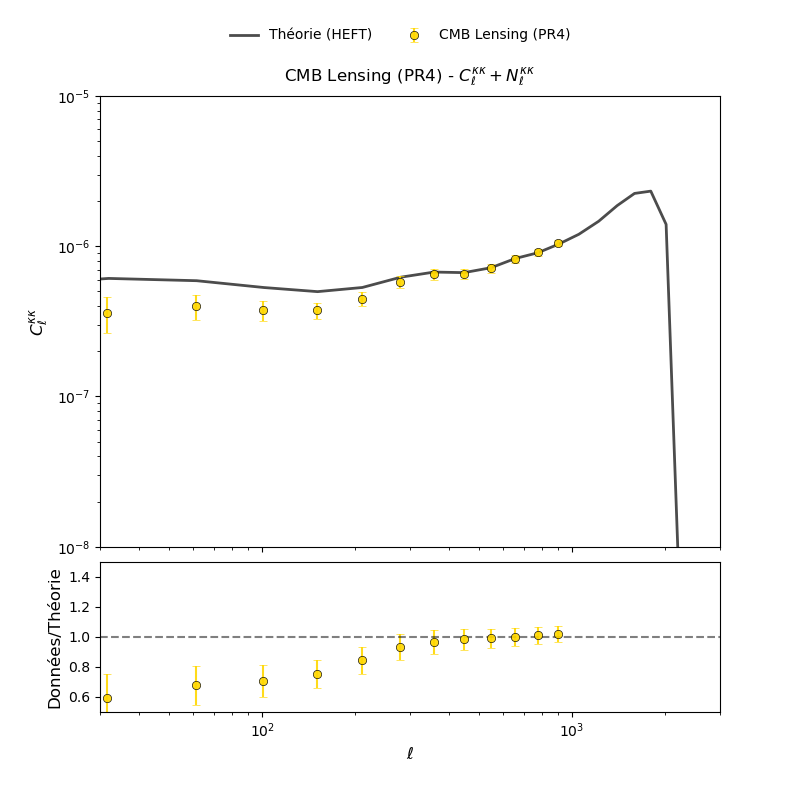 Théorie (HEFT) CMB Lensing (PR4)
CMB Lensing (PR4) - $C_\ell^{\kappa\kappa} + N_\ell^{\kappa\kappa}$
$10^{-5}$
$10^{-6}$
$10^{-7}$
$10^{-8}$
$C_\ell^{\kappa\kappa}$
1.4
1.2
1.0
0.8
0.6
Données/Théorie
$10^2$ $10^3$
$\ell$